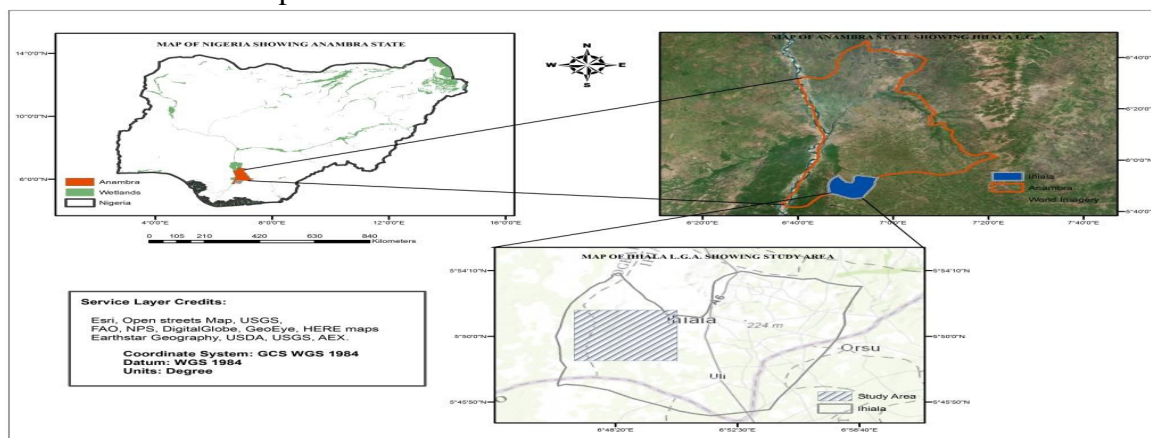 MAP OF NIGERIA SHOWING ANAMBRA STATE
14°0'0"N
10°0'0"N
6°0'0"N
Anambra
Wetlands
Nigeria
4°0'0"E
8°0'0"E
12°0'0"E
16°0'0"E
0 105 210 420 630 840
Kilometers
N
W E
S
MAP OF ANAMBRA STATE SHOWING IHIALA L.G.A
6°40'0"N
6°20'0"N
6°0'0"N
5°40'0"N
Ihiala
Anambra
World Imagery
6°20'0"E
6°40'0"E
7°0'0"E
7°20'0"E
7°40'0"E
MAP OF IHIALA L.G.A. SHOWING STUDY AREA
5°54'10"N
5°54'10"N
5°50'0"N
5°50'0"N
5°45'50"N
5°45'50"N
A6
Ihiala
224 m
Orsu
Uli
Study Area
Ihiala
6°48'20"E
6°52'30"E
6°56'40"E
Service Layer Credits:
Esri, Open streets Map, USGS,
FAO, NPS, DigitalGlobe, GeoEye, HERE maps
Earthstar Geography, USDA, USGS, AEX.
Coordinate System: GCS WGS 1984
Datum: WGS 1984
Units: Degree